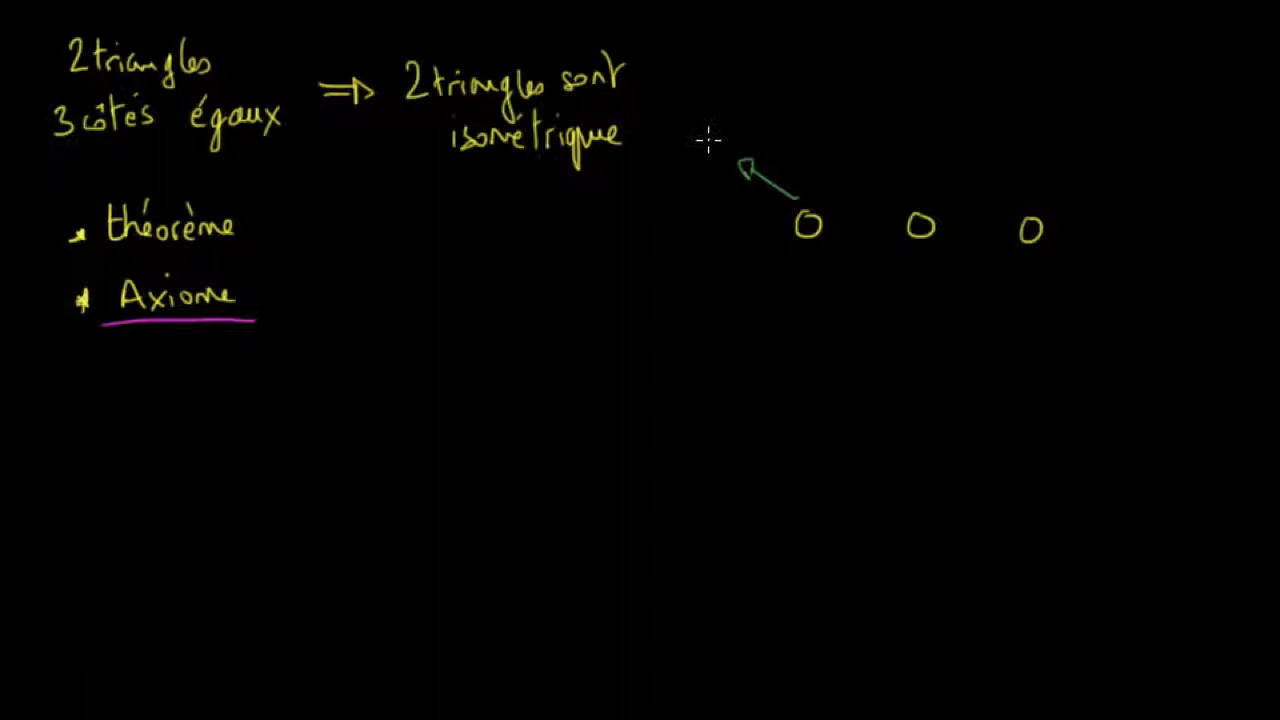 2 triangles
3 côtés égaux
⇒ 2 triangles sont
isométrique
* théorème
* Axiome
O O O